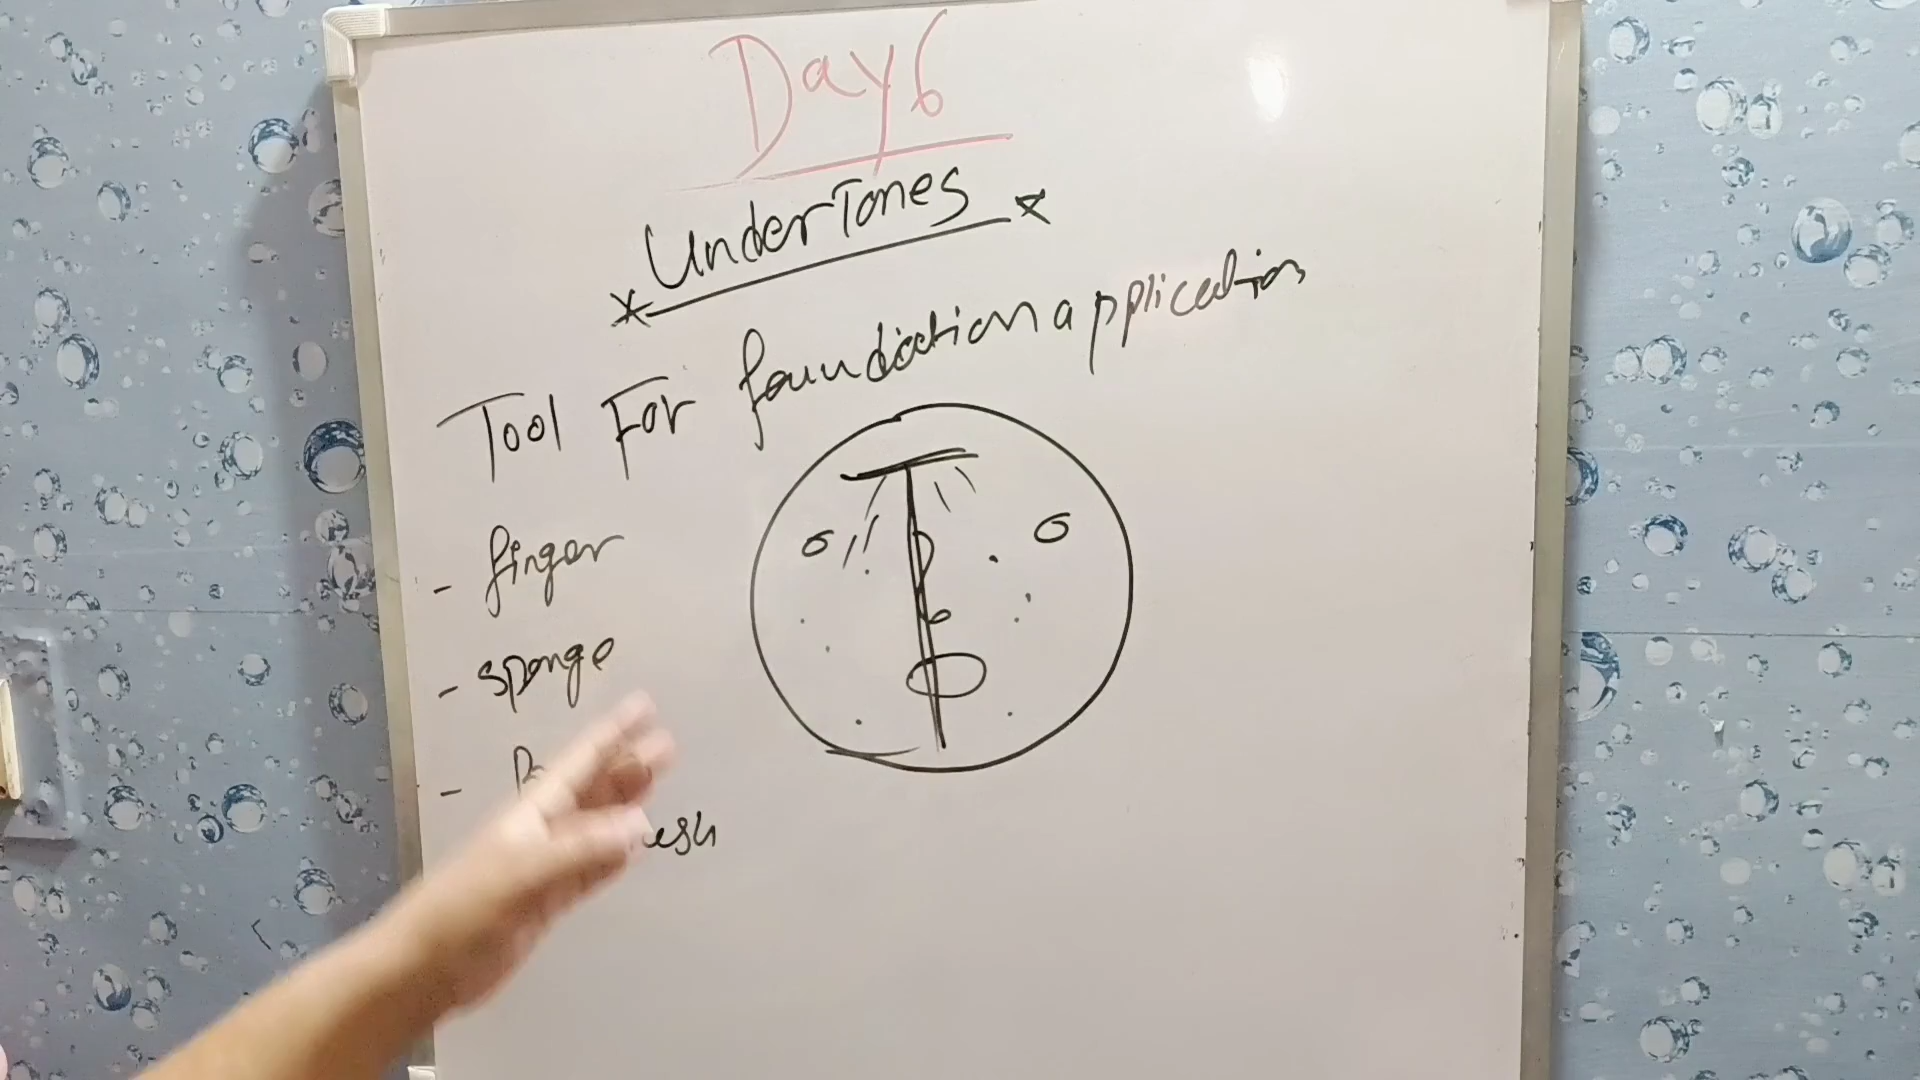 Day 6
UnderTones
Tool For foundation application
- finger
- sponge
-